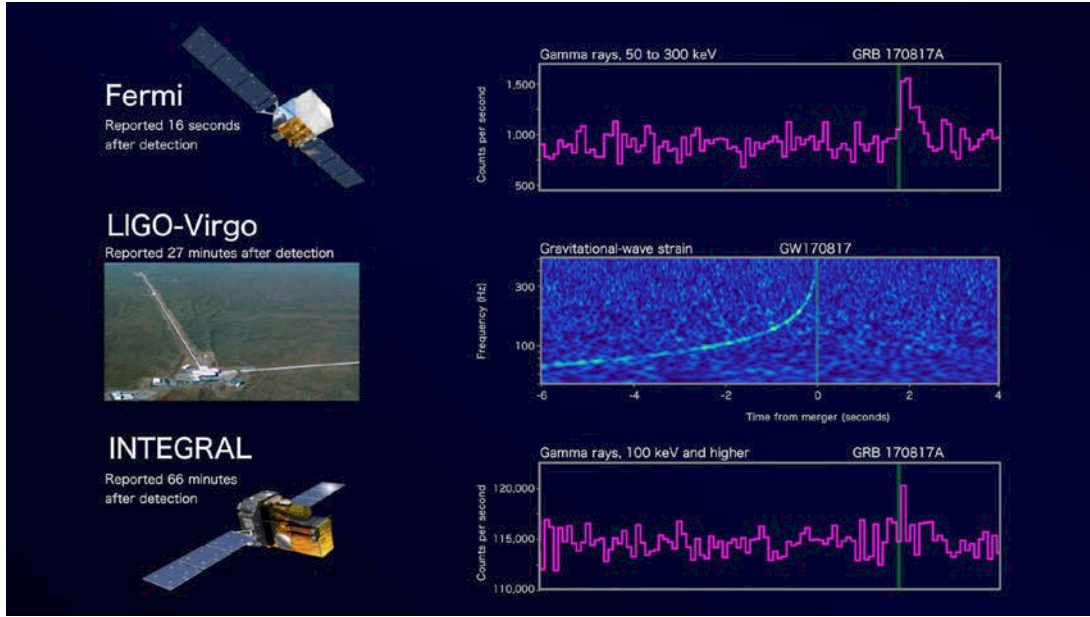 Fermi
Reported 16 seconds
after detection
Gamma rays, 50 to 300 keV
GRB 170817A
Counts per second
1,500
1,000
500
LIGO-Virgo
Reported 27 minutes after detection
Gravitational-wave strain
GW170817
Frequency (Hz)
300
100
-6
-4
-2
0
2
4
Time from merger (seconds)
INTEGRAL
Reported 66 minutes
after detection
Gamma rays, 100 keV and higher
GRB 170817A
Counts per second
120,000
115,000
110,000